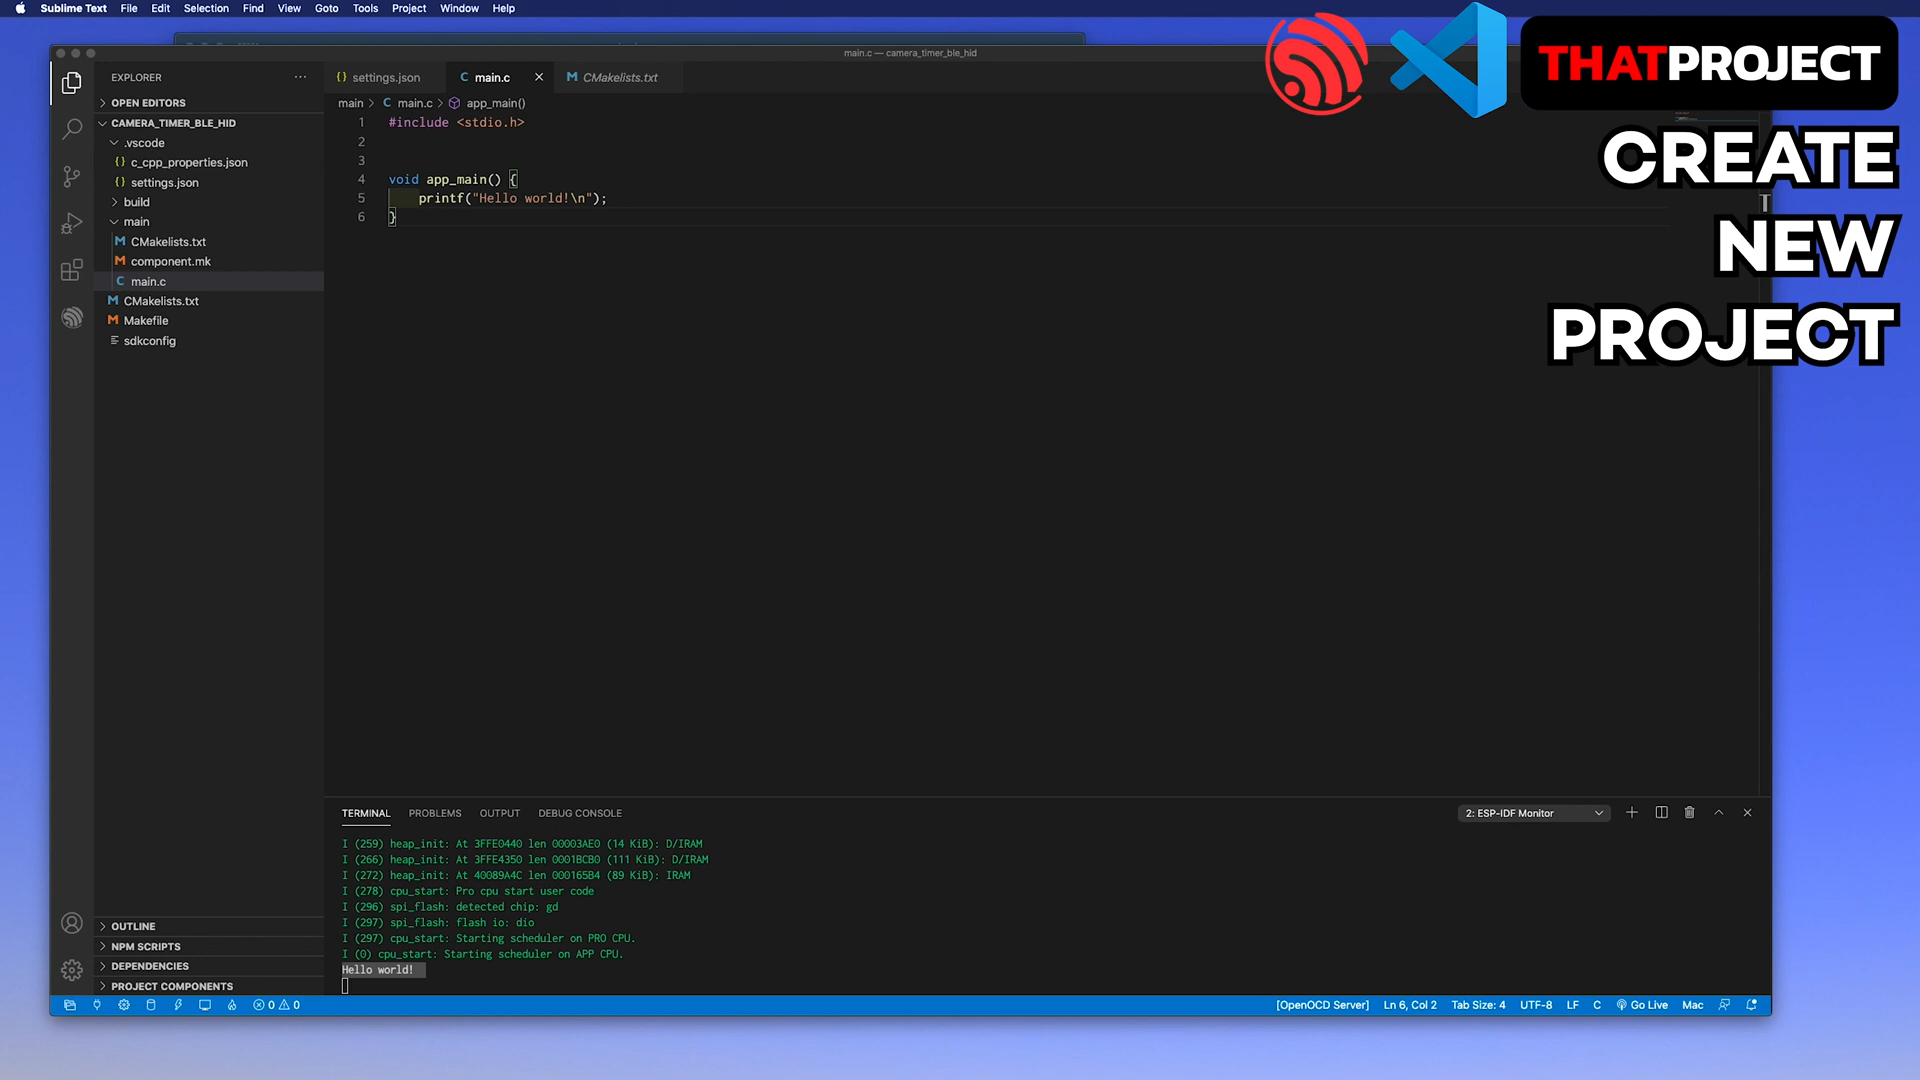 Sublime Text File Edit Selection Find View Goto Tools Project Window Help
main.c — camera_timer_ble_hid
THATPROJECT
CREATE
NEW
PROJECT
EXPLORER
OPEN EDITORS
CAMERA_TIMER_BLE_HID
.vscode
{} c_cpp_properties.json
{} settings.json
build
main
M CMakelists.txt
M component.mk
C main.c
M CMakelists.txt
M Makefile
sdkconfig
OUTLINE
NPM SCRIPTS
DEPENDENCIES
PROJECT COMPONENTS
{} settings.json
C main.c
M CMakelists.txt
main > C main.c > app_main()
1 #include <stdio.h>
2
3
4 void app_main() {
5 printf("Hello world!\n");
6 }
TERMINAL PROBLEMS OUTPUT DEBUG CONSOLE
2: ESP-IDF Monitor
I (259) heap_init: At 3FFE0440 len 00003AE0 (14 KiB): D/IRAM
I (266) heap_init: At 3FFE4350 len 0001BCB0 (111 KiB): D/IRAM
I (272) heap_init: At 40089A4C len 000165B4 (89 KiB): IRAM
I (278) cpu_start: Pro cpu start user code
I (296) spi_flash: detected chip: gd
I (297) spi_flash: flash io: dio
I (297) cpu_start: Starting scheduler on PRO CPU.
I (0) cpu_start: Starting scheduler on APP CPU.
Hello world!
0 0
[OpenOCD Server] Ln 6, Col 2 Tab Size: 4 UTF-8 LF C Go Live Mac